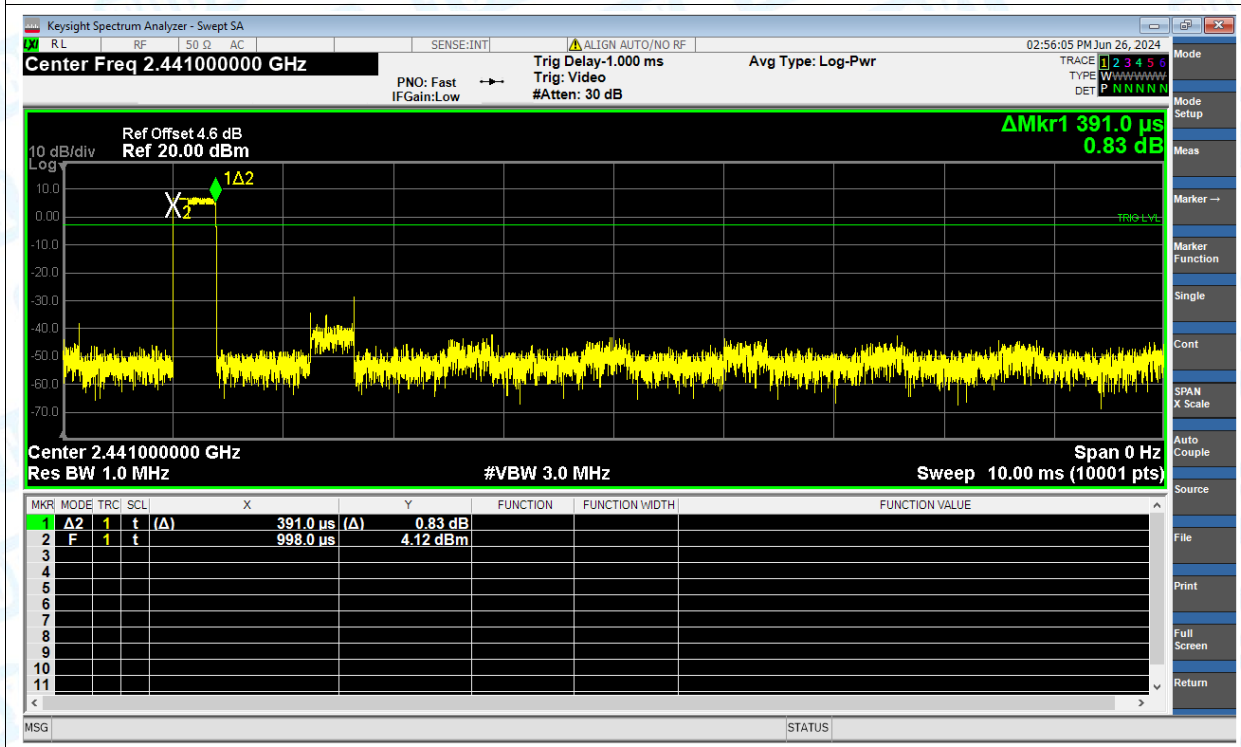 Keysight Spectrum Analyzer - Swept SA
LXI RL RF 50 Ω AC SENSE:INT ALIGN AUTO/NO RF 02:56:05 PM Jun 26, 2024
Center Freq 2.441000000 GHz
PNO: Fast
IFGain:Low
Trig Delay-1.000 ms
Trig: Video
#Atten: 30 dB
Avg Type: Log-Pwr
TRACE 1 2 3 4 5 6
TYPE WWWWWW
DET P N N N N N
ΔMkr1 391.0 µs
0.83 dB
Ref Offset 4.6 dB
10 dB/div Ref 20.00 dBm
Log
1Δ2
X2
TRIG LVL
10.0
0.00
-10.0
-20.0
-30.0
-40.0
-50.0
-60.0
-70.0
Center 2.441000000 GHz Span 0 Hz
Res BW 1.0 MHz #VBW 3.0 MHz Sweep 10.00 ms (10001 pts)
MKR MODE TRC SCL X Y FUNCTION FUNCTION WIDTH FUNCTION VALUE
1 Δ2 1 t (Δ) 391.0 µs (Δ) 0.83 dB
2 F 1 t 998.0 µs 4.12 dBm
3
4
5
6
7
8
9
10
11
MSG STATUS
Mode
Mode
Setup
Meas
Marker →
Marker
Function
Single
Cont
SPAN
X Scale
Auto
Couple
Source
File
Print
Full
Screen
Return